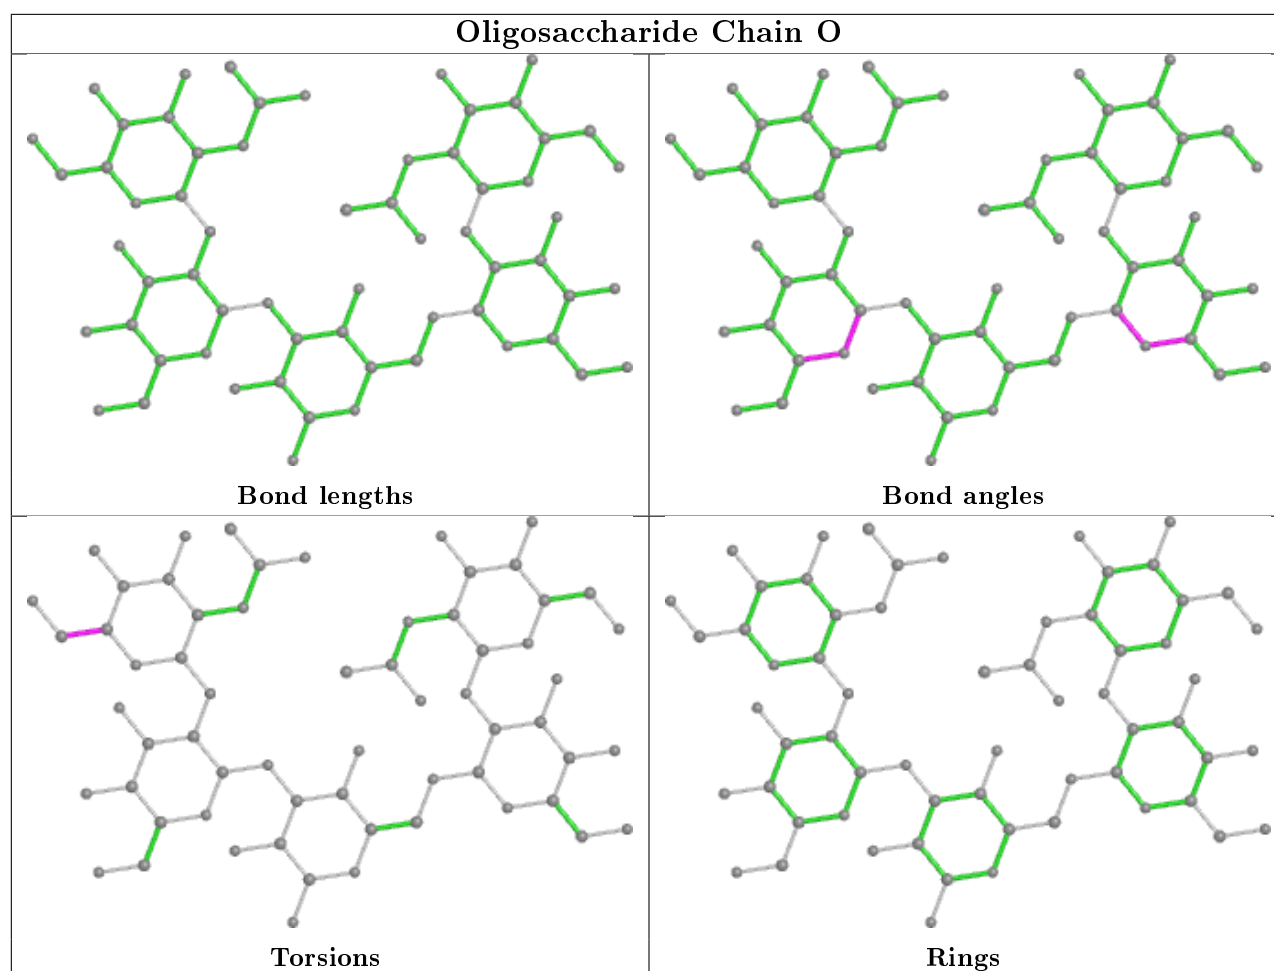 Oligosaccharide Chain O
Bond lengths
Bond angles
Torsions
Rings